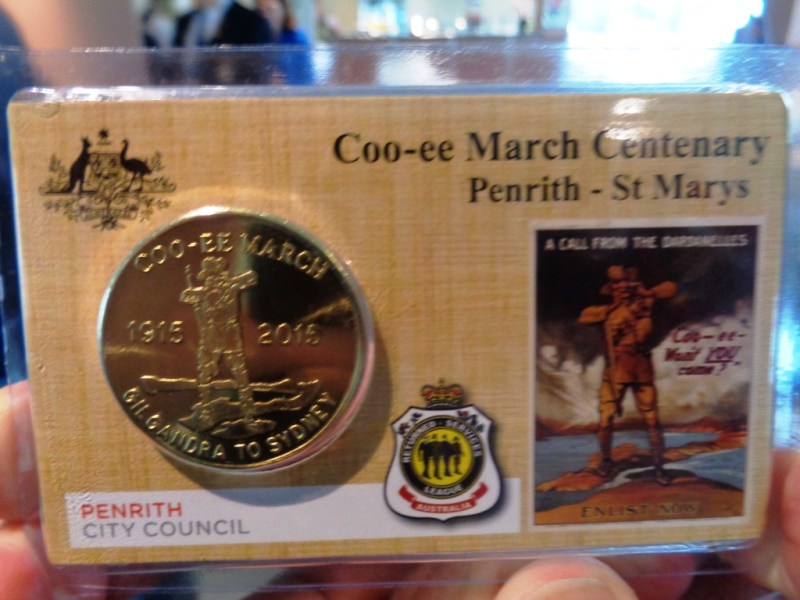 Coo-ee March Centenary
Penrith - St Marys
COO-EE MARCH
1915 2015
GILGANDRA TO SYDNEY
A CALL FROM THE DARDANELLES
"Coo-ee-
Won't YOU
come?"
ENLIST NOW
RETURNED & SERVICES
LEAGUE
AUSTRALIA
PENRITH
CITY COUNCIL